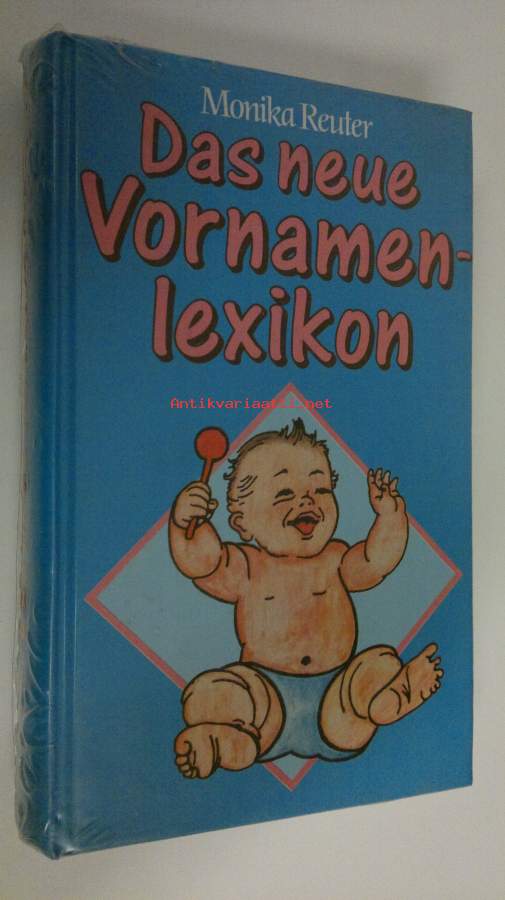 Monika Reuter
Das neue
Vornamen-
lexikon
Antikvariaatti.net